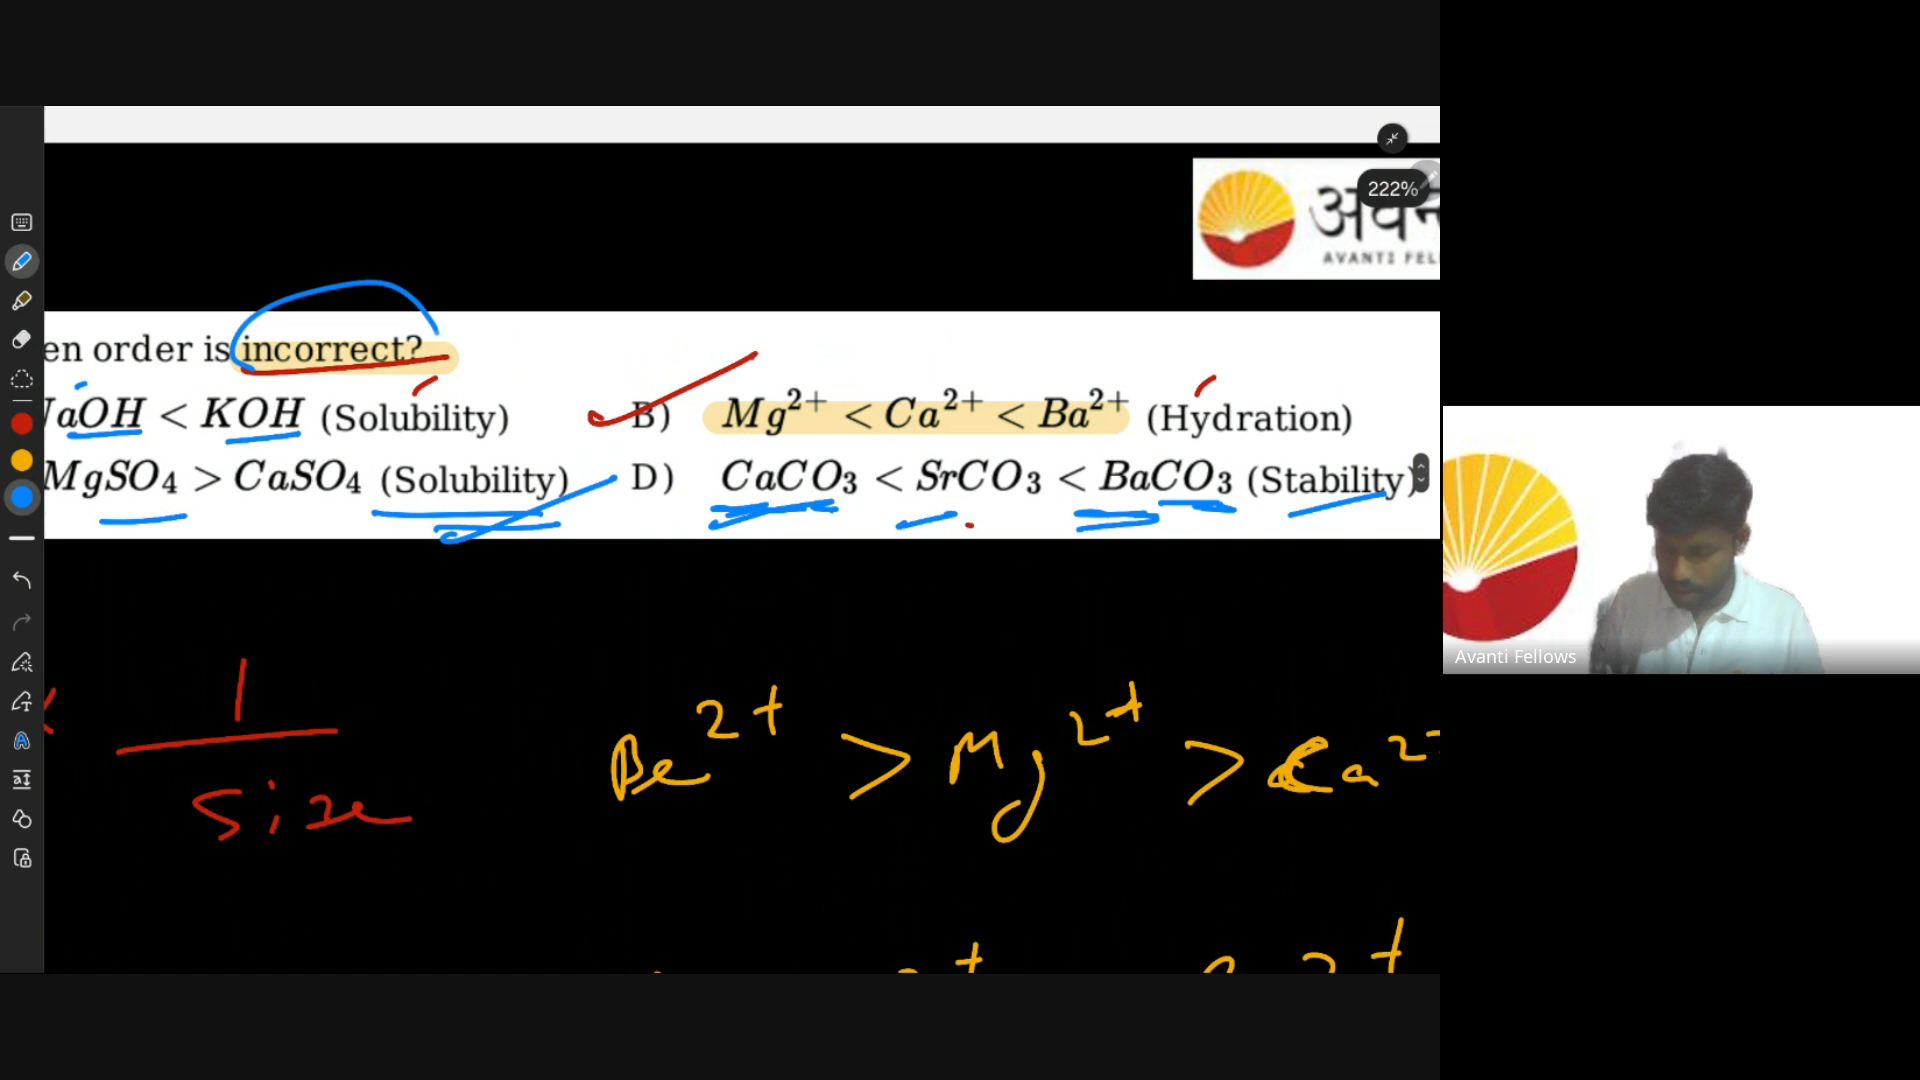 222%
अवन्
AVANTI FEL
en order is incorrect?
NaOH < KOH (Solubility) B) Mg²⁺ < Ca²⁺ < Ba²⁺ (Hydration)
MgSO₄ > CaSO₄ (Solubility) D) CaCO₃ < SrCO₃ < BaCO₃ (Stability)
Avanti Fellows
1
size
Be²⁺ > Mg²⁺ > Ca²⁺